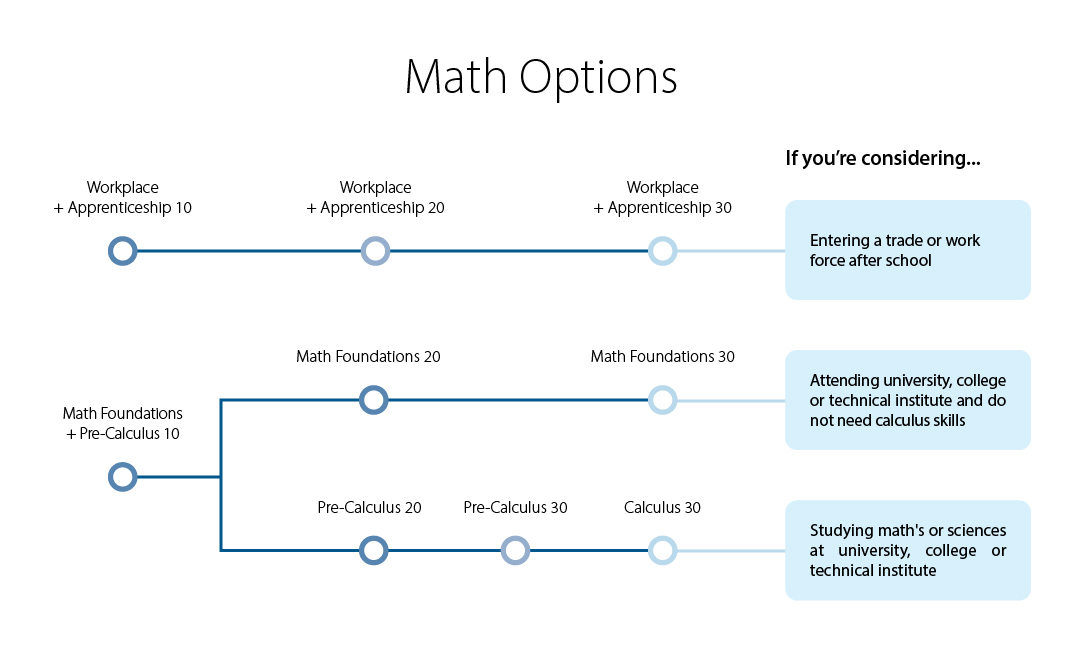 Math Options
If you're considering...
Workplace
+ Apprenticeship 10
Workplace
+ Apprenticeship 20
Workplace
+ Apprenticeship 30
Entering a trade or work
force after school
Math Foundations
+ Pre-Calculus 10
Math Foundations 20
Math Foundations 30
Attending university, college
or technical institute and do
not need calculus skills
Pre-Calculus 20
Pre-Calculus 30
Calculus 30
Studying math's or sciences
at university, college or
technical institute